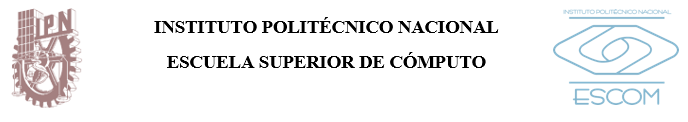 IPN
INSTITUTO POLITÉCNICO NACIONAL
ESCUELA SUPERIOR DE CÓMPUTO
INSTITUTO POLITÉCNICO NACIONAL
ESCOM